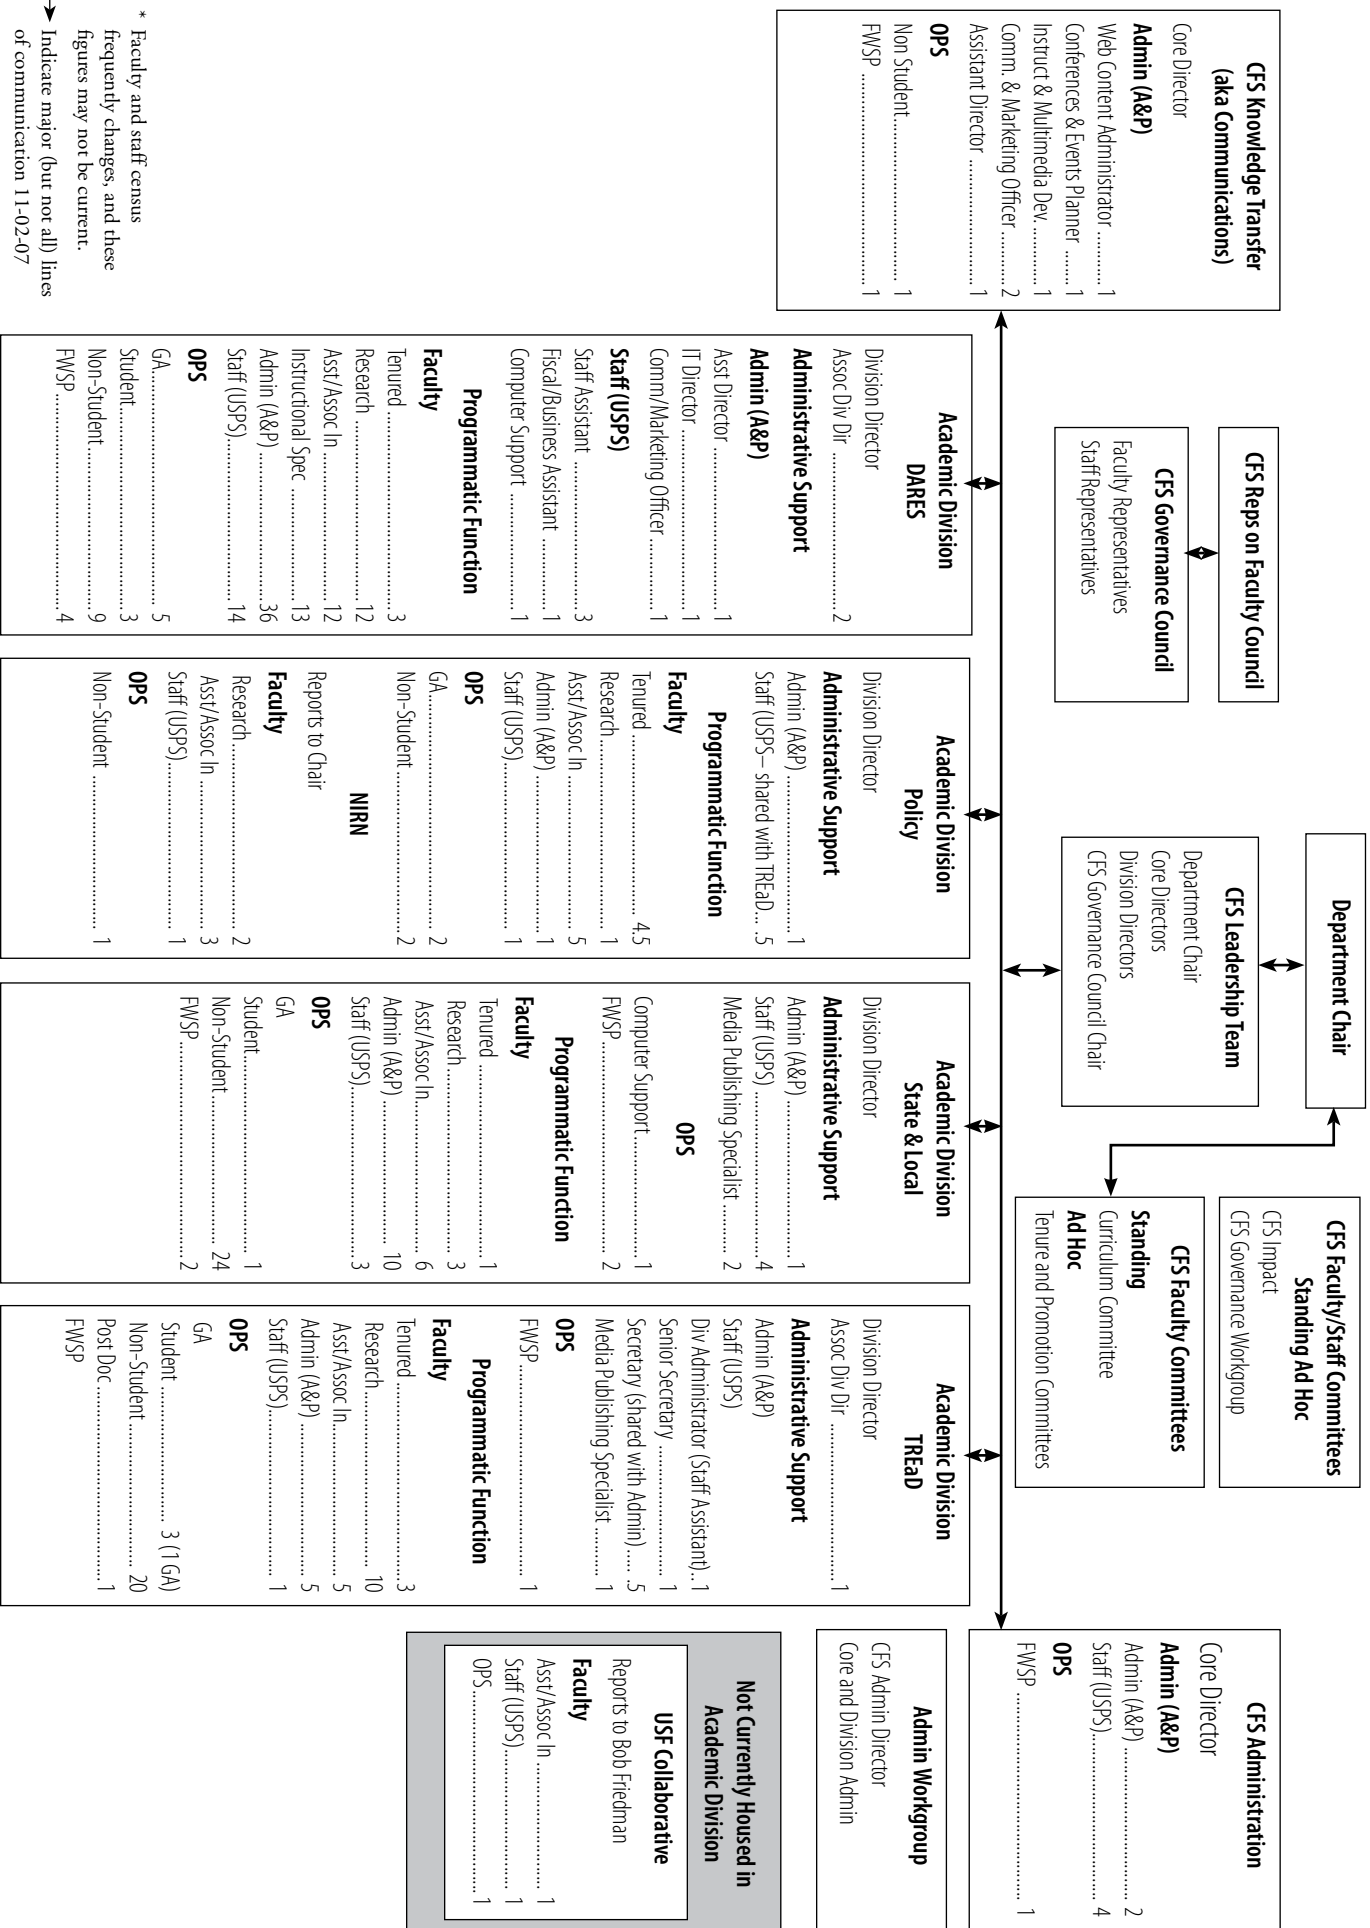 CFS Knowledge Transfer
(aka Communications)
Core Director
Admin (A&P)
Web Content Administrator .......... 1
Conferences & Events Planner ....... 1
Instruct & Multimedia Dev. ........... 1
Comm. & Marketing Officer .......... 2
Assistant Director ....................... 1
OPS
Non Student ............................... 1
FWSP ........................................ 1
CFS Reps on Faculty Council
CFS Governance Council
Faculty Representatives
Staff Representatives
Department Chair
CFS Leadership Team
Department Chair
Core Directors
Division Directors
CFS Governance Council Chair
CFS Faculty/Staff Committees
Standing Ad Hoc
CFS Impact
CFS Governance Workgroup
CFS Faculty Committees
Standing
Curriculum Committee
Ad Hoc
Tenure and Promotion Committees
CFS Administration
Core Director
Admin (A&P)
Admin (A&P) .............................. 2
Staff (USPS) ............................... 4
OPS
FWSP ........................................ 1
Academic Division
DARES
Division Director
Assoc Div Dir .............................. 2
Administrative Support
Admin (A&P)
Asst Director .............................. 1
IT Director .................................. 1
Comm/Marketing Officer .............. 1
Staff (USPS)
Staff Assistant ............................ 3
Fiscal/Business Assistant .............. 1
Computer Support ....................... 1
Programmatic Function
Faculty
Tenured ..................................... 3
Research .................................... 12
Asst/Assoc In .............................. 12
Instructional Spec ........................ 13
Admin (A&P) .............................. 36
Staff (USPS) ............................... 14
OPS
GA ............................................ 5
Student ...................................... 3
Non-Student ............................... 9
FWSP ........................................ 4
Academic Division
Policy
Division Director
Administrative Support
Admin (A&P) .............................. 1
Staff (USPS– shared with TREaD... .5
Programmatic Function
Faculty
Tenured ..................................... 4.5
Research .................................... 1
Asst/Assoc In .............................. 5
Admin (A&P) .............................. 1
Staff (USPS) ............................... 1
OPS
GA ............................................ 2
Non-Student ............................... 2
NIRN
Reports to Chair
Faculty
Research .................................... 2
Asst/Assoc In .............................. 3
Staff (USPS) ............................... 1
OPS
Non-Student ............................... 1
Academic Division
State & Local
Division Director
Administrative Support
Admin (A&P) .............................. 1
Staff (USPS) ............................... 4
Media Publishing Specialist .......... 2
OPS
Computer Support ....................... 1
FWSP ........................................ 2
Programmatic Function
Faculty
Tenured ..................................... 1
Research .................................... 3
Asst/Assoc In .............................. 6
Admin (A&P) .............................. 10
Staff (USPS) ............................... 3
OPS
GA
Student ...................................... 1
Non-Student ............................... 24
FWSP ........................................ 2
Academic Division
TREaD
Division Director
Assoc Div Dir .............................. 1
Administrative Support
Admin (A&P)
Staff (USPS)
Div Administrator (Staff Assistant).. 1
Senior Secretary .......................... 1
Secretary (shared with Admin) ..... .5
Media Publishing Specialist .......... 1
OPS
FWSP ........................................ 1
Programmatic Function
Faculty
Tenured ..................................... 3
Research .................................... 10
Asst/Assoc In .............................. 5
Admin (A&P) .............................. 5
Staff (USPS) ............................... 1
OPS
GA
Student ........................... 3 (1 GA)
Non-Student ............................... 20
Post Doc .................................... 1
FWSP
Admin Workgroup
CFS Admin Director
Core and Division Admin
Not Currently Housed in
Academic Division
USF Collaborative
Reports to Bob Friedman
Faculty
Asst/Assoc In .............................. 1
Staff (USPS) ............................... 1
OPS .......................................... 1
* Faculty and staff census
frequently changes, and these
figures may not be current.
Indicate major (but not all) lines
of communication 11-02-07